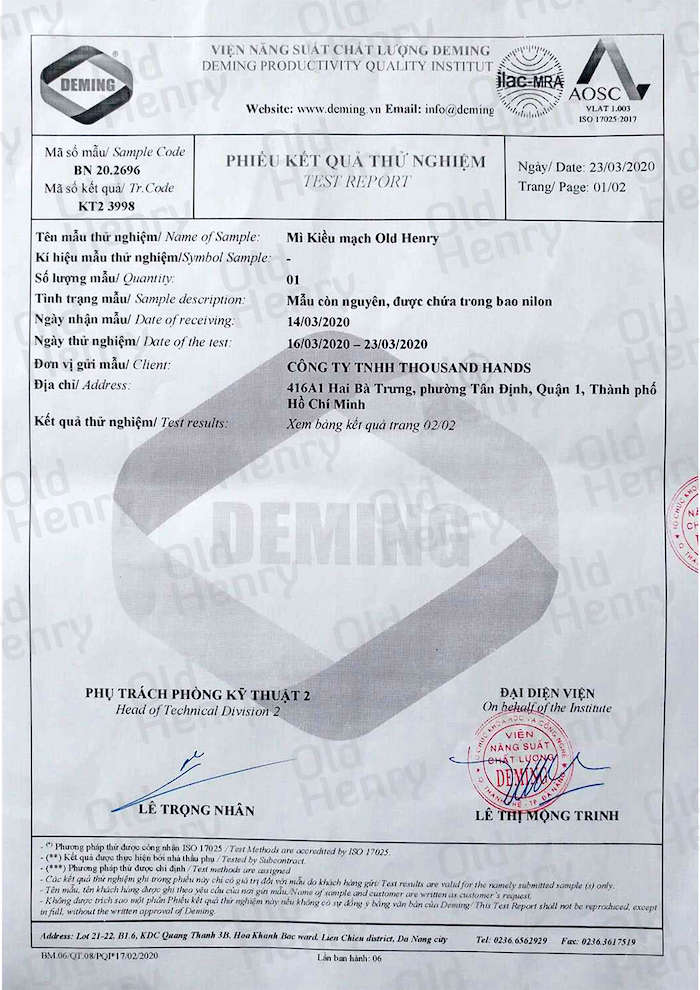 VIỆN NĂNG SUẤT CHẤT LƯỢNG DEMING
DEMING PRODUCTIVITY QUALITY INSTITUT
Website: www.deming.vn Email: info@deming
DEMING
ilac-MRA
AOSC
VLAT 1.003
ISO 17025:2017
Mã số mẫu/ Sample Code
BN 20.2696
Mã số kết quả/ Tr.Code
KT2 3998
PHIẾU KẾT QUẢ THỬ NGHIỆM
TEST REPORT
Ngày/ Date: 23/03/2020
Trang/ Page: 01/02
Tên mẫu thử nghiệm/ Name of Sample: Mì Kiều mạch Old Henry
Kí hiệu mẫu thử nghiệm/Symbol Sample: -
Số lượng mẫu/ Quantity: 01
Tình trạng mẫu/ Sample description: Mẫu còn nguyên, được chứa trong bao nilon
Ngày nhận mẫu/ Date of receiving: 14/03/2020
Ngày thử nghiệm/ Date of the test: 16/03/2020 – 23/03/2020
Đơn vị gửi mẫu/ Client: CÔNG TY TNHH THOUSAND HANDS
Địa chỉ/ Address: 416A1 Hai Bà Trưng, phường Tân Định, Quận 1, Thành phố
Hồ Chí Minh
Kết quả thử nghiệm/ Test results: Xem bảng kết quả trang 02/02
DEMING
Old Henry
PHỤ TRÁCH PHÒNG KỸ THUẬT 2
Head of Technical Division 2
LÊ TRỌNG NHÂN
ĐẠI DIỆN VIỆN
On behalf of the Institute
VIỆN
NĂNG SUẤT
CHẤT LƯỢNG
DEMING
LÊ THỊ MỘNG TRINH
- (*) Phương pháp thử được công nhận ISO 17025 / Test Methods are accredited by ISO 17025.
- (**) Kết quả được thực hiện bởi nhà thầu phụ / Tested by Subcontract.
- (***) Phương pháp được chỉ định / Test methods are assigned
- Các kết quả thử nghiệm ghi trong phiếu này chỉ có giá trị đối với mẫu do khách hàng gửi/ Test results are valid for the namely submitted sample (s) only.
- Tên mẫu, tên khách hàng được ghi theo yêu cầu của nơi gửi mẫu/Name of sample and customer are written as customer's request.
- Không được trích sao một phần Phiếu kết quả thử nghiệm này nếu không có sự đồng ý bằng văn bản của Deming/ This Test Report shall not be reproduced, except
in full, without the written approval of Deming.
Address: Lot 21-22, B1.6, KDC Quang Thanh 3B, Hoa Khanh Bac ward, Lien Chieu district, Da Nang city Tel: 0236.6562929 Fax: 0236.3617519
BM.06/QT.08/PQI*17/02/2020 Lần ban hành: 06